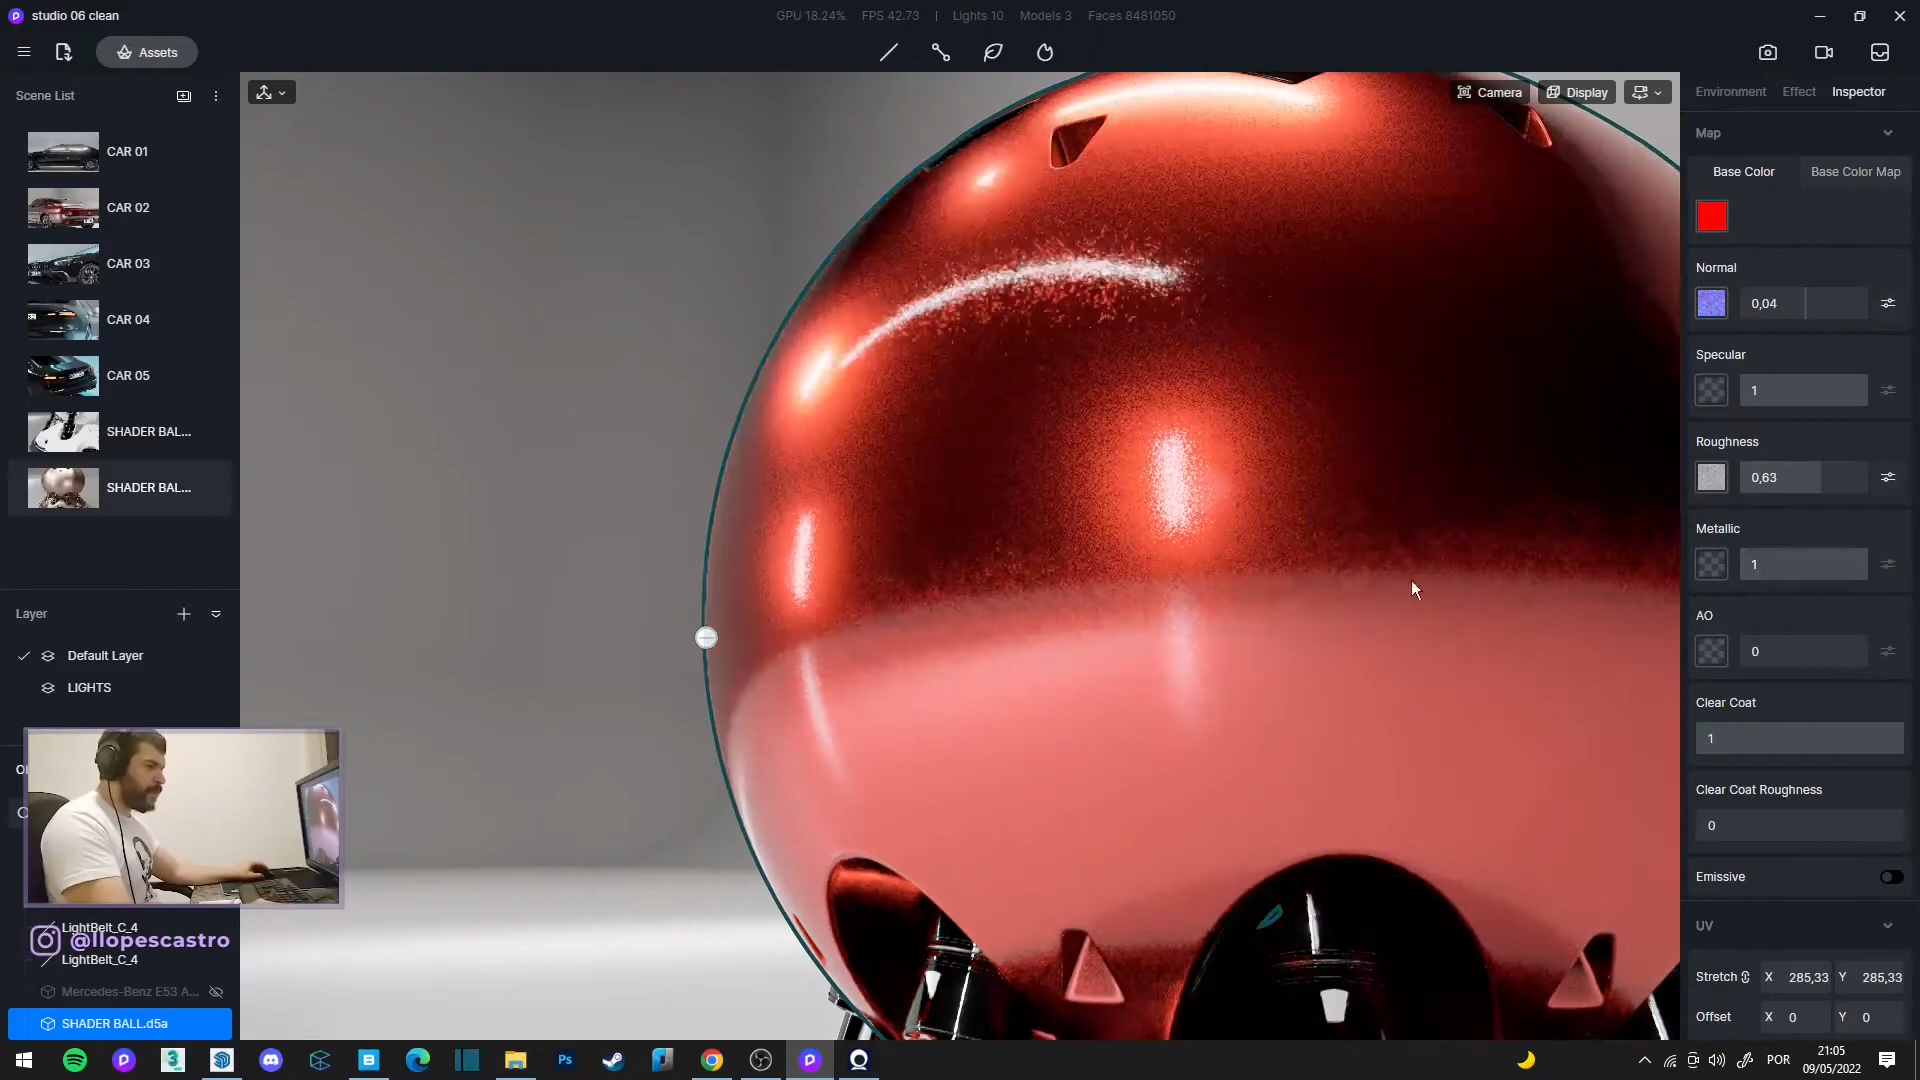 studio 06 clean
GPU 18.24% FPS 42.73 | Lights 10 Models 3 Faces 8481050
Assets
Scene List
CAR 01
CAR 02
CAR 03
CAR 04
CAR 05
SHADER BAL...
SHADER BAL...
Layer
Default Layer
LIGHTS
LightBelt_C_4
@llopescastro
LightBelt_C_4
Mercedes-Benz E53 A...
SHADER BALL.d5a
Camera
Display
Environment Effect Inspector
Map
Base Color Base Color Map
Normal
0,04
Specular
1
Roughness
0,63
Metallic
1
AO
0
Clear Coat
1
Clear Coat Roughness
0
Emissive
UV
Stretch X 285,33 Y 285,33
Offset X 0 Y 0
POR
21:05
09/05/2022